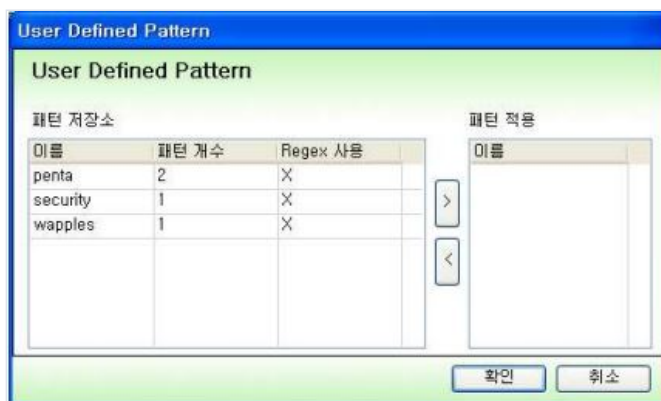 User Defined Pattern
User Defined Pattern
패턴 저장소 패턴 적용
이름 패턴 개수 Regex 사용 이름
penta 2 X
security 1 X
wapples 1 X
>
<
확인 취소